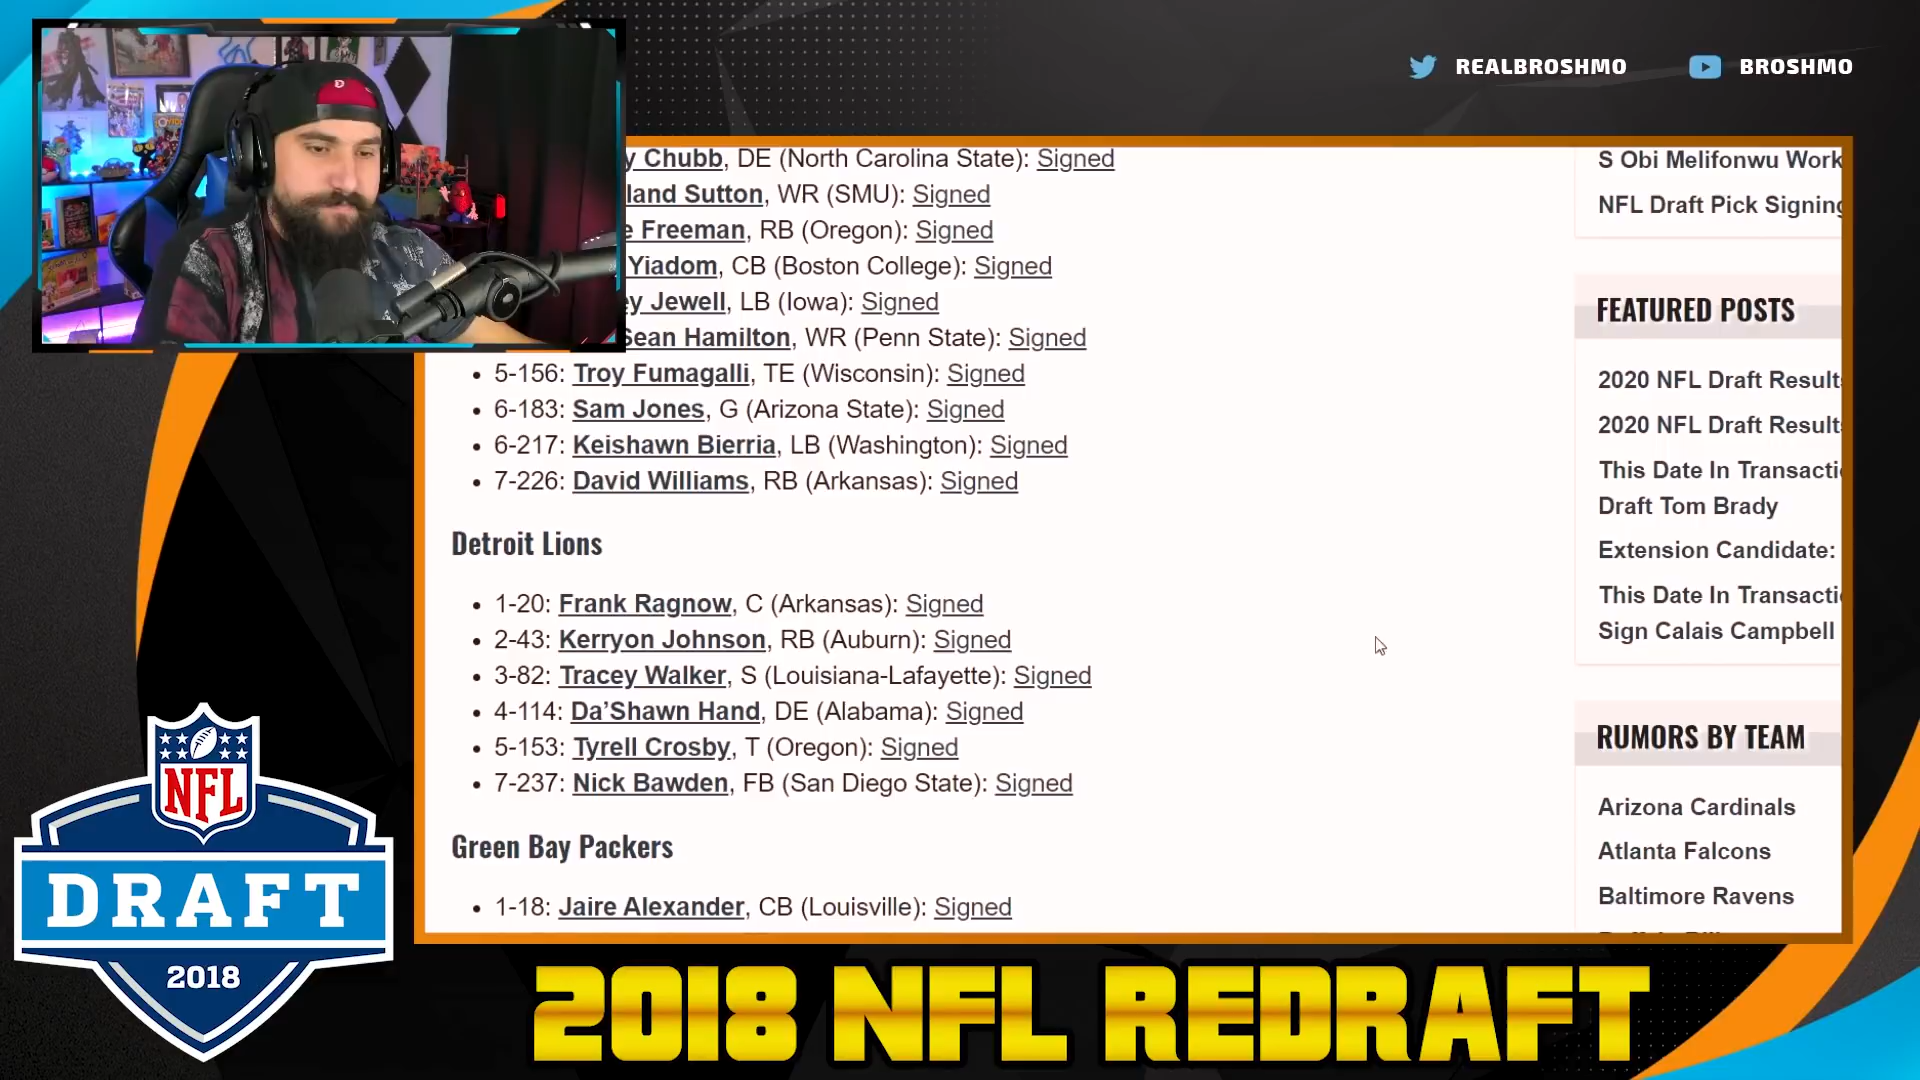 REALBROSHMO
BROSHMO
y Chubb, DE (North Carolina State): Signed
land Sutton, WR (SMU): Signed
e Freeman, RB (Oregon): Signed
Yiadom, CB (Boston College): Signed
ey Jewell, LB (Iowa): Signed
Sean Hamilton, WR (Penn State): Signed
• 5-156: Troy Fumagalli, TE (Wisconsin): Signed
• 6-183: Sam Jones, G (Arizona State): Signed
• 6-217: Keishawn Bierria, LB (Washington): Signed
• 7-226: David Williams, RB (Arkansas): Signed
Detroit Lions
• 1-20: Frank Ragnow, C (Arkansas): Signed
• 2-43: Kerryon Johnson, RB (Auburn): Signed
• 3-82: Tracey Walker, S (Louisiana-Lafayette): Signed
• 4-114: Da’Shawn Hand, DE (Alabama): Signed
• 5-153: Tyrell Crosby, T (Oregon): Signed
• 7-237: Nick Bawden, FB (San Diego State): Signed
Green Bay Packers
• 1-18: Jaire Alexander, CB (Louisville): Signed
S Obi Melifonwu Work
NFL Draft Pick Signing
FEATURED POSTS
2020 NFL Draft Results
2020 NFL Draft Results
This Date In Transacti
Draft Tom Brady
Extension Candidate:
This Date In Transacti
Sign Calais Campbell
RUMORS BY TEAM
Arizona Cardinals
Atlanta Falcons
Baltimore Ravens
NFL
DRAFT
2018
2018 NFL REDRAFT